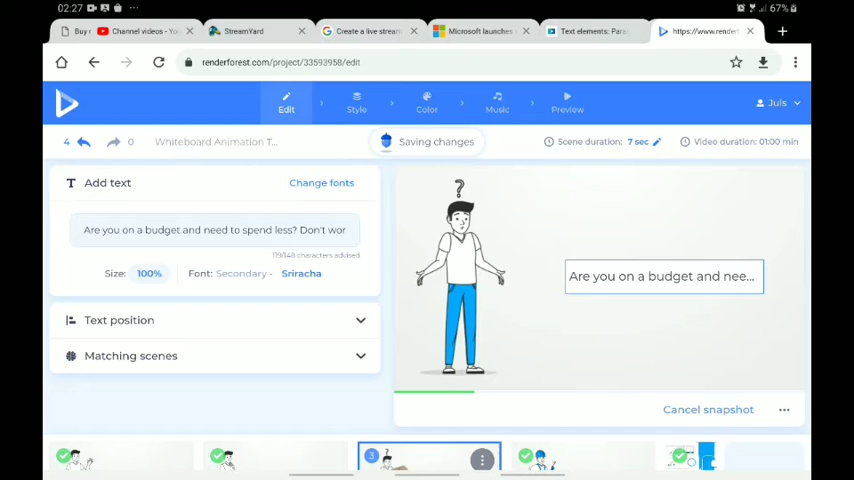 02:27
67%
Buy r
Channel videos - Yo
StreamYard
Create a live stream
Microsoft launches
Text elements: Para
https://www.renderf
renderforest.com/project/33593958/edit
Edit
Style
Color
Music
Preview
Juls
4
0
Whiteboard Animation T...
Saving changes
Scene duration: 7 sec
Video duration: 01:00 min
Add text
Change fonts
Are you on a budget and need to spend less? Don't wor
119/148 characters advised
Size: 100%
Font: Secondary - Sriracha
Text position
Matching scenes
?
Are you on a budget and nee...
Cancel snapshot
3
?